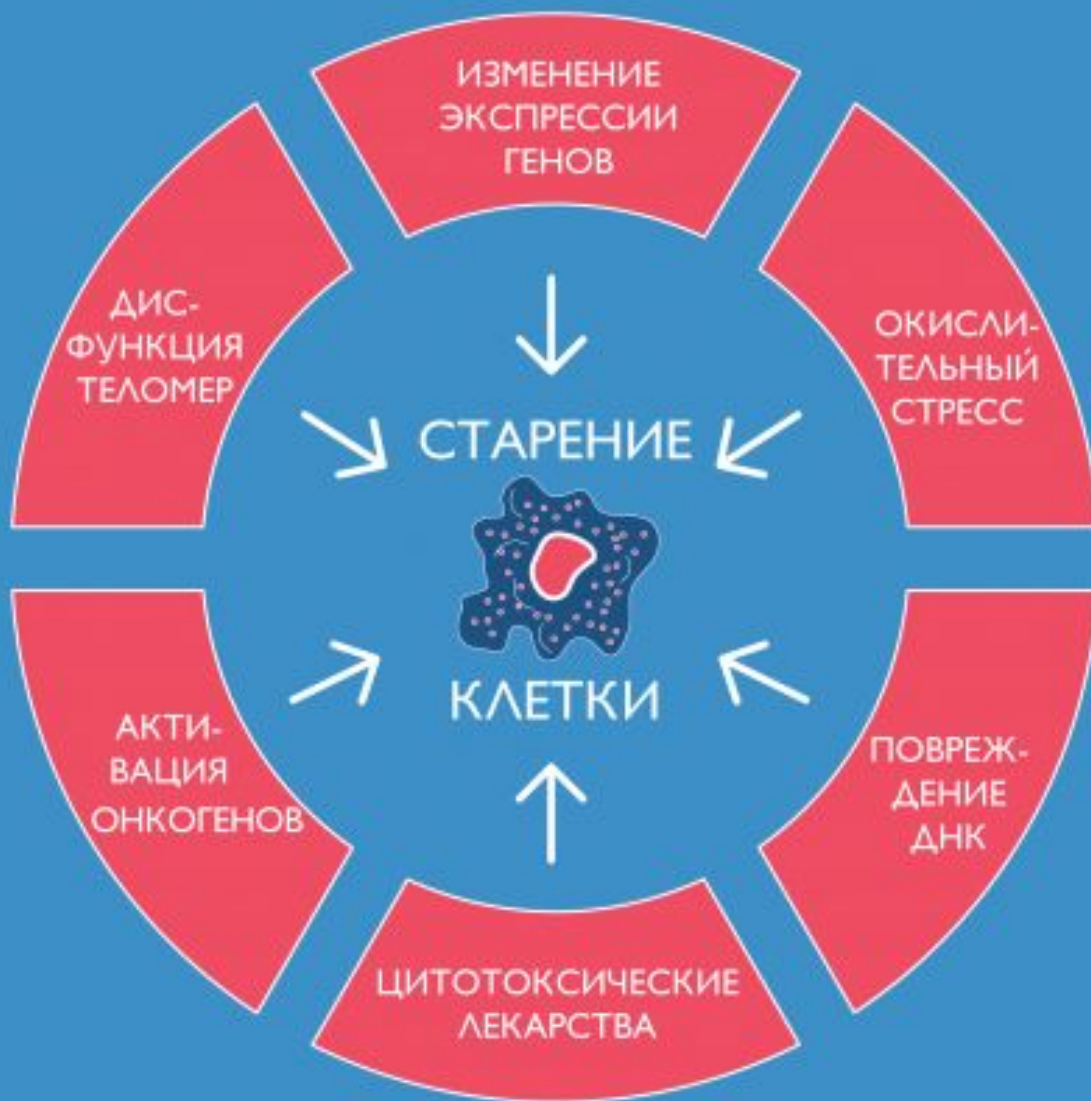 ИЗМЕНЕНИЕ
ЭКСПРЕССИИ
ГЕНОВ
ОКИСЛИ-
ТЕЛЬНЫЙ
СТРЕСС
ПОВРЕЖ-
ДЕНИЕ
ДНК
ЦИТОТОКСИЧЕСКИЕ
ЛЕКАРСТВА
АКТИ-
ВАЦИЯ
ОНКОГЕНОВ
ДИС-
ФУНКЦИЯ
ТЕЛОМЕР
СТАРЕНИЕ
КЛЕТКИ